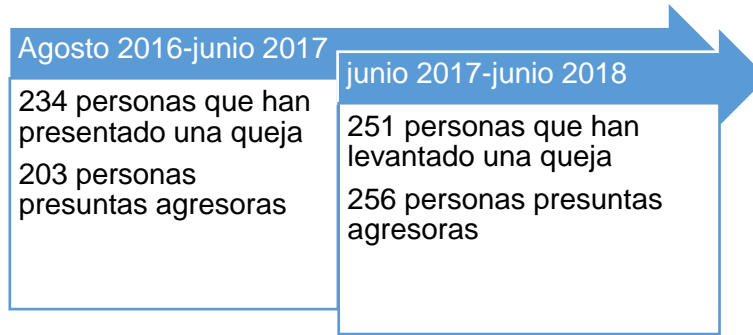 Agosto 2016-junio 2017
234 personas que han
presentado una queja
203 personas
presuntas agresoras
junio 2017-junio 2018
251 personas que han
levantado una queja
256 personas presuntas
agresoras